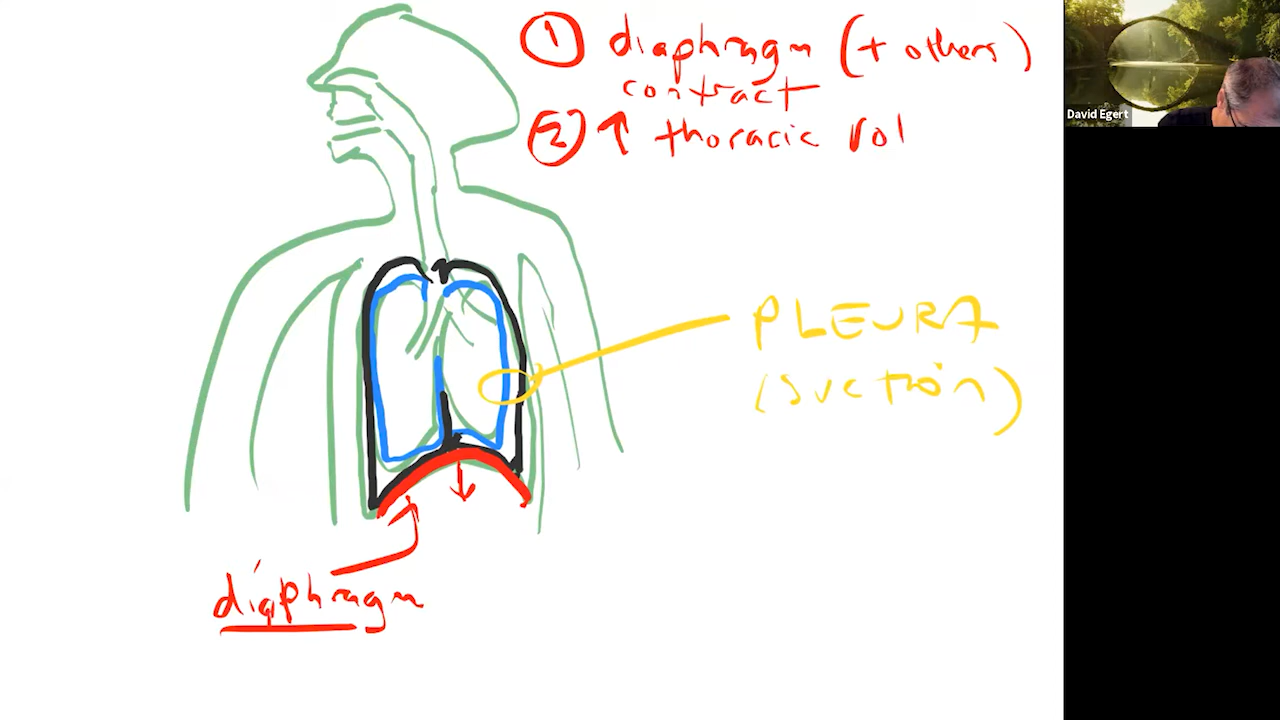 ① diaphragm (+ others)
contract
② ↑ thoracic vol
PLEURA
(suction)
diaphragm
David Egert